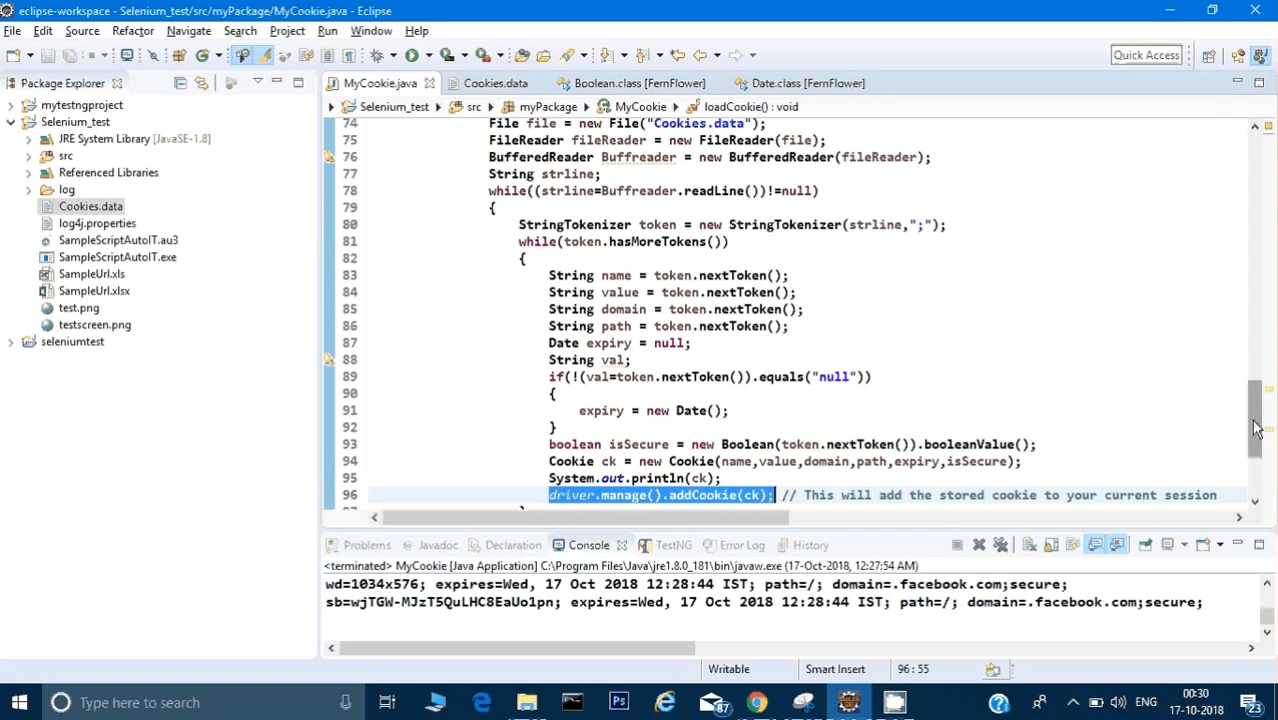 eclipse-workspace - Selenium_test/src/myPackage/MyCookie.java - Eclipse
File Edit Source Refactor Navigate Search Project Run Window Help
Quick Access
Package Explorer
mytestngproject
Selenium_test
JRE System Library [JavaSE-1.8]
src
Referenced Libraries
log
Cookies.data
log4j.properties
SampleScriptAutoIT.au3
SampleScriptAutoIT.exe
SampleUrl.xls
SampleUrl.xlsx
test.png
testscreen.png
seleniumtest
MyCookie.java Cookies.data Boolean.class [FernFlower] Date.class [FernFlower]
Selenium_test src myPackage MyCookie loadCookie() : void
74 File file = new File("Cookies.data");
75 FileReader fileReader = new FileReader(file);
76 BufferedReader Buffreader = new BufferedReader(fileReader);
77 String strline;
78 while((strline=Buffreader.readLine())!=null)
79 {
80 StringTokenizer token = new StringTokenizer(strline,";");
81 while(token.hasMoreTokens())
82 {
83 String name = token.nextToken();
84 String value = token.nextToken();
85 String domain = token.nextToken();
86 String path = token.nextToken();
87 Date expiry = null;
88 String val;
89 if(!(val=token.nextToken()).equals("null"))
90 {
91 expiry = new Date();
92 }
93 boolean isSecure = new Boolean(token.nextToken()).booleanValue();
94 Cookie ck = new Cookie(name,value,domain,path,expiry,isSecure);
95 System.out.println(ck);
96 driver.manage().addCookie(ck); // This will add the stored cookie to your current session
Problems Javadoc Declaration Console TestNG Error Log History
<terminated> MyCookie [Java Application] C:\Program Files\Java\jre1.8.0_181\bin\javaw.exe (17-Oct-2018, 12:27:54 AM)
wd=1034x576; expires=Wed, 17 Oct 2018 12:28:44 IST; path=/; domain=.facebook.com;secure;
sb=wjTGW-MJzT5QuLHC8EaUo1pn; expires=Wed, 17 Oct 2018 12:28:44 IST; path=/; domain=.facebook.com;secure;
Writable Smart Insert 96 : 55
Type here to search
87
ENG
00:30
17-10-2018
23